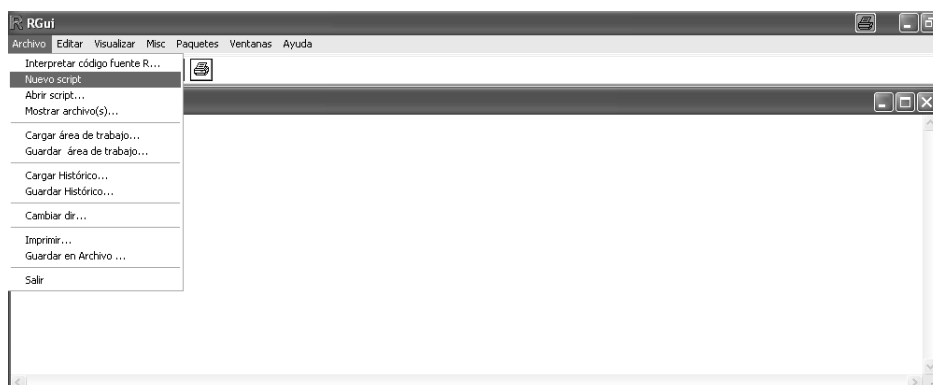 RGui
Archivo Editar Visualizar Misc Paquetes Ventanas Ayuda
Interpretar código fuente R...
Nuevo script
Abrir script...
Mostrar archivo(s)...
Cargar área de trabajo...
Guardar área de trabajo...
Cargar Histórico...
Guardar Histórico...
Cambiar dir...
Imprimir...
Guardar en Archivo ...
Salir